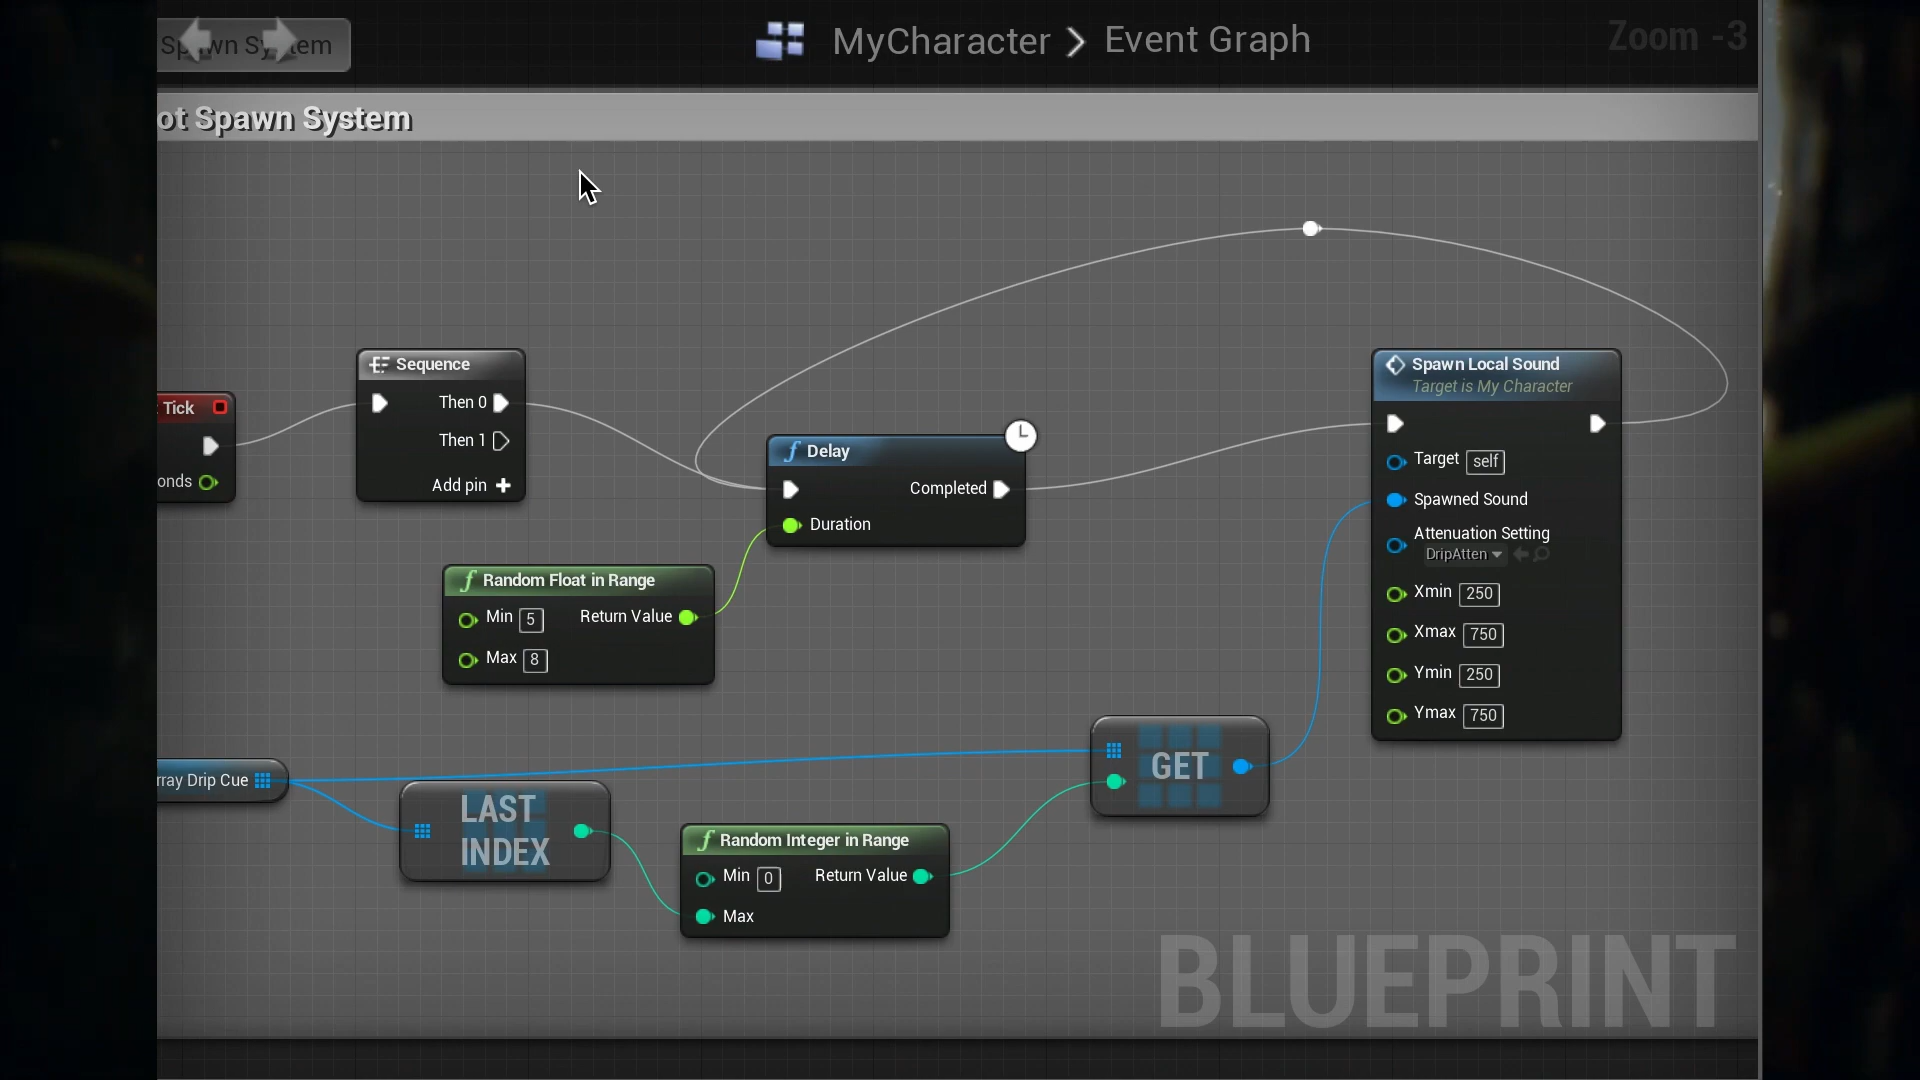 Spawn System
MyCharacter > Event Graph
Zoom -3
ot Spawn System
Tick
onds
Sequence
Then 0
Then 1
Add pin
Delay
Completed
Duration
Spawn Local Sound
Target is My Character
Target self
Spawned Sound
Attenuation Setting
DripAtten
Xmin 250
Xmax 750
Ymin 250
Ymax 750
Random Float in Range
Min 5 Return Value
Max 8
rray Drip Cue
LAST
INDEX
GET
Random Integer in Range
Min 0 Return Value
Max
BLUEPRINT